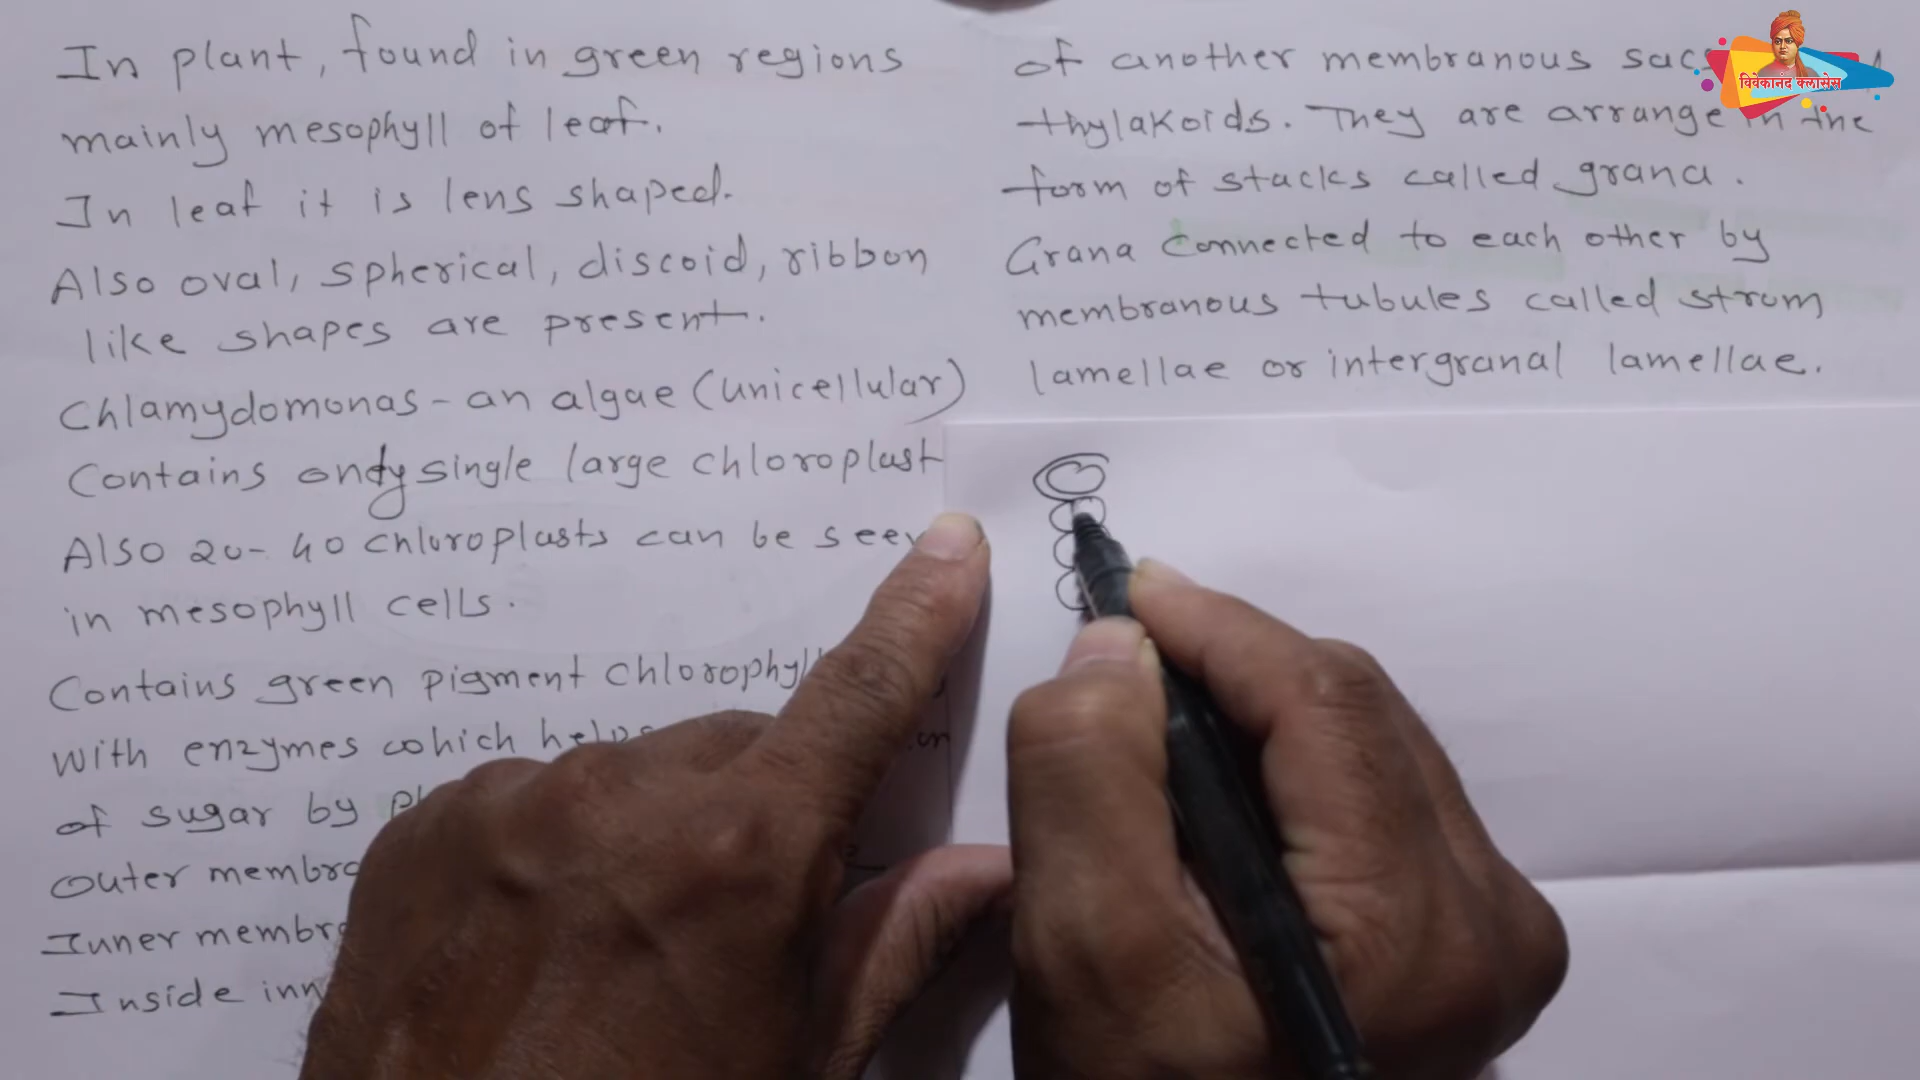 In plant, found in green regions
mainly mesophyll of leaf.
In leaf it is lens shaped.
Also oval, spherical, discoid, ribbon
like shapes are present.
Chlamydomonas - an algae (unicellular)
Contains only single large chloroplast
Also 20-40 chloroplasts can be seen
in mesophyll cells.
Contains green pigment chlorophyll
with enzymes which helps
of sugar by
Outer membra
Inner membra
Inside inn
of another membranous sacs
thylakoids. They are arrange in the
form of stacks called grana.
Grana connected to each other by
membranous tubules called strom
lamellae or intergranal lamellae.
विवेकानंद क्लासेस